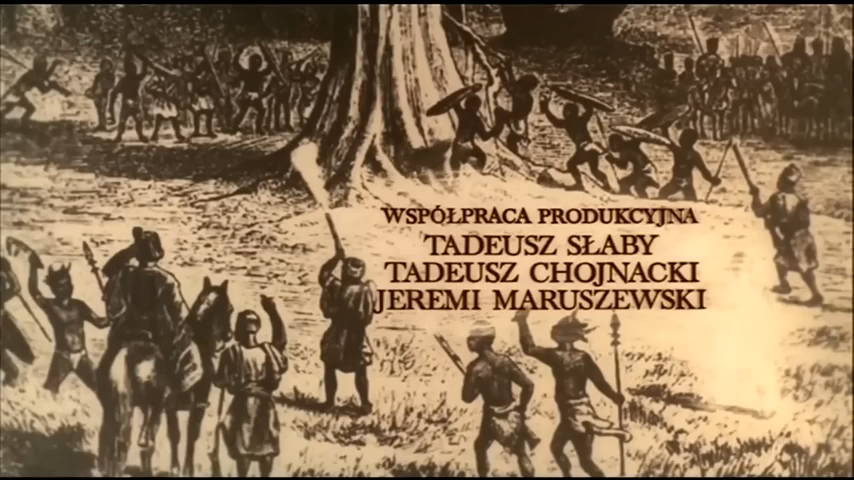 WSPÓŁPRACA PRODUKCYJNA
TADEUSZ SŁABY
TADEUSZ CHOJNACKI
JEREMI MARUSZEWSKI